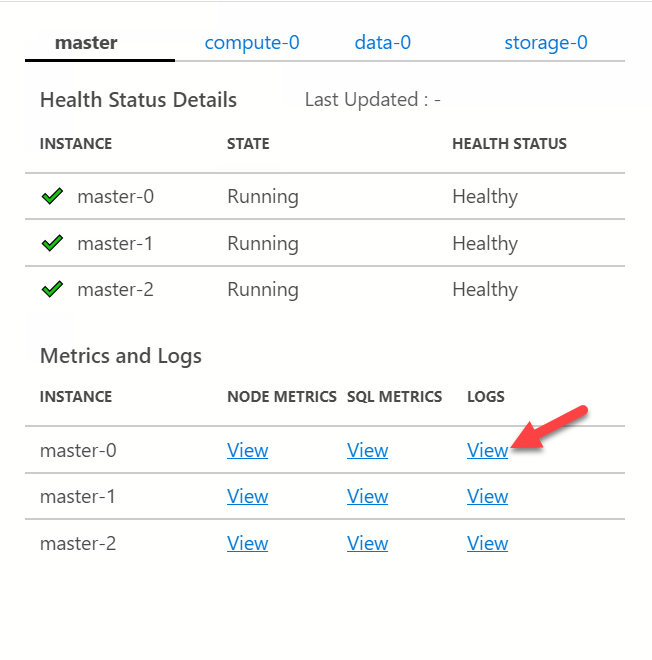 master compute-0 data-0 storage-0
Health Status Details Last Updated : -
INSTANCE STATE HEALTH STATUS
master-0 Running Healthy
master-1 Running Healthy
master-2 Running Healthy
Metrics and Logs
INSTANCE NODE METRICS SQL METRICS LOGS
master-0 View View View
master-1 View View View
master-2 View View View